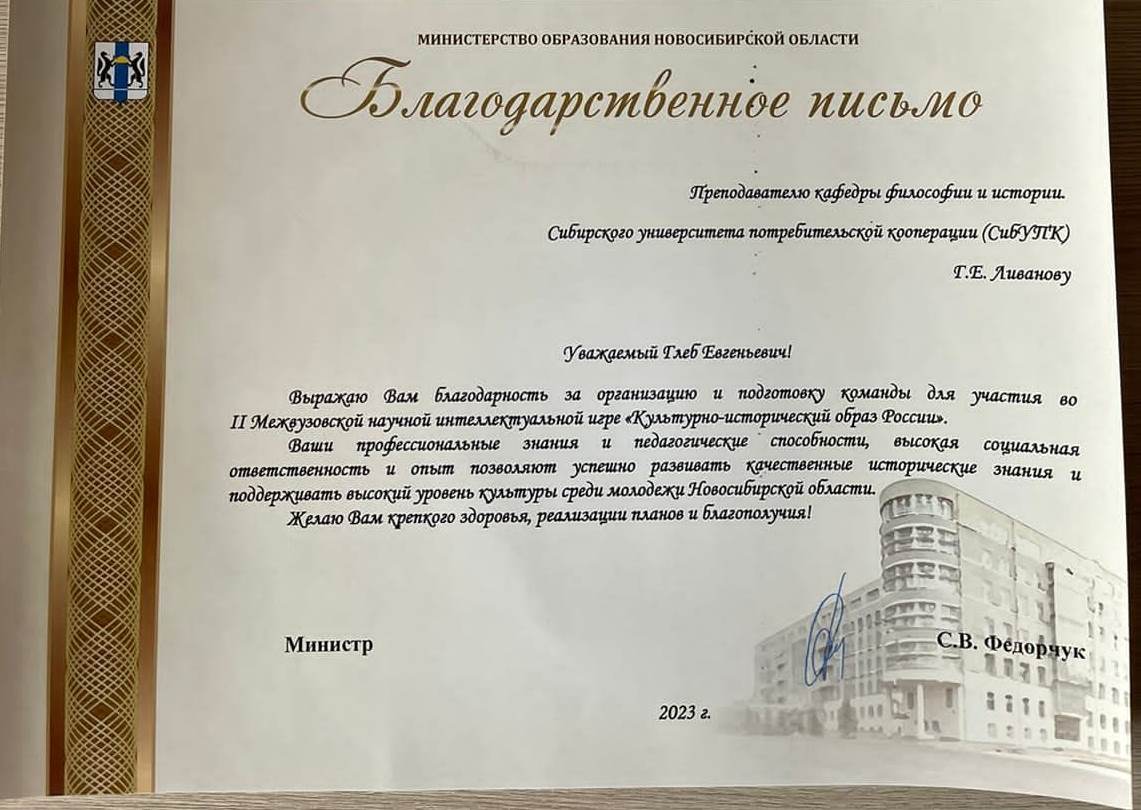 МИНИСТЕРСТВО ОБРАЗОВАНИЯ НОВОСИБИРСКОЙ ОБЛАСТИ
Благодарственное письмо
Преподавателю кафедры философии и истории.
Сибирского университета потребительской кооперации (СибУПК)
Г.Е. Ливанову
Уважаемый Глеб Евгеньевич!
Выражаю Вам благодарность за организацию и подготовку команды для участия во
II Межвузовской научной интеллектуальной игре «Культурно-исторический образ России».
Ваши профессиональные знания и педагогические способности, высокая социальная
ответственность и опыт позволяют успешно развивать качественные исторические знания и
поддерживать высокий уровень культуры среди молодежи Новосибирской области.
Желаю Вам крепкого здоровья, реализации планов и благополучия!
Министр
С.В. Федорчук
2023 г.